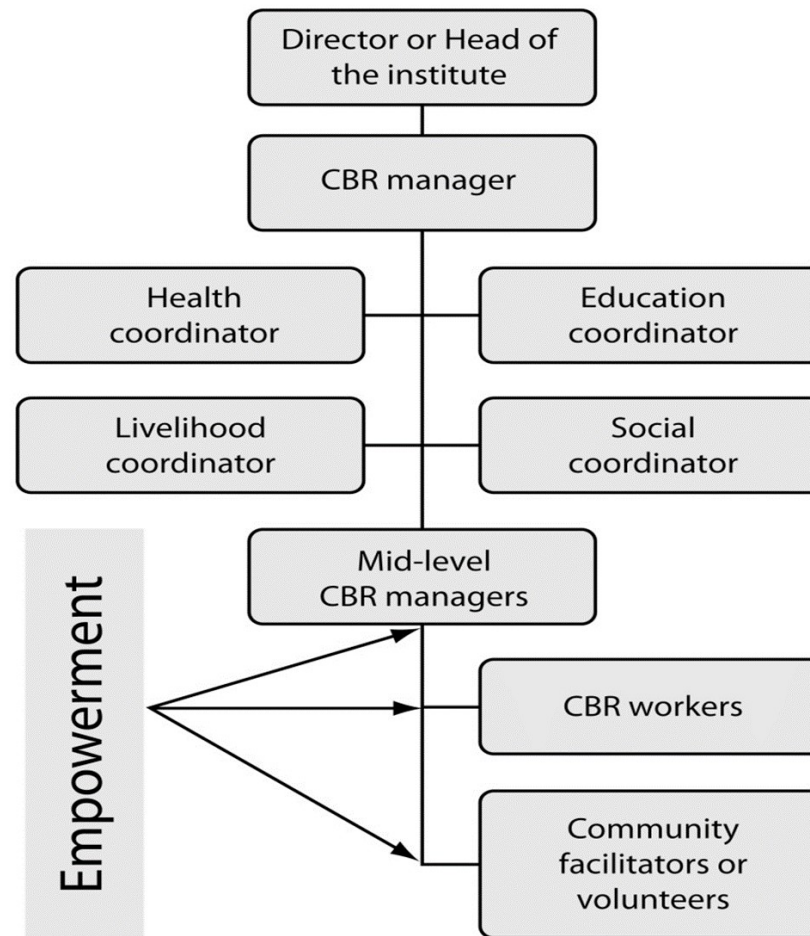 Director or Head of
the institute
CBR manager
Health
coordinator
Education
coordinator
Livelihood
coordinator
Social
coordinator
Mid-level
CBR managers
Empowerment
CBR workers
Community
facilitators or
volunteers